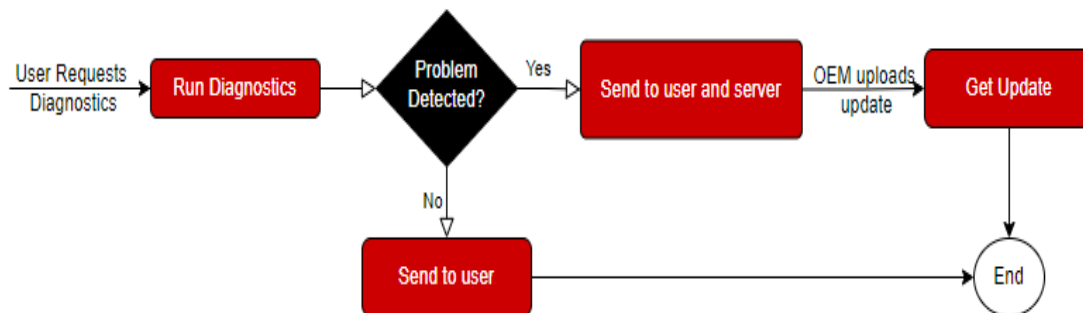 User Requests
Diagnostics
Run Diagnostics
Problem
Detected?
Yes
Send to user and server
OEM uploads
update
Get Update
No
Send to user
End